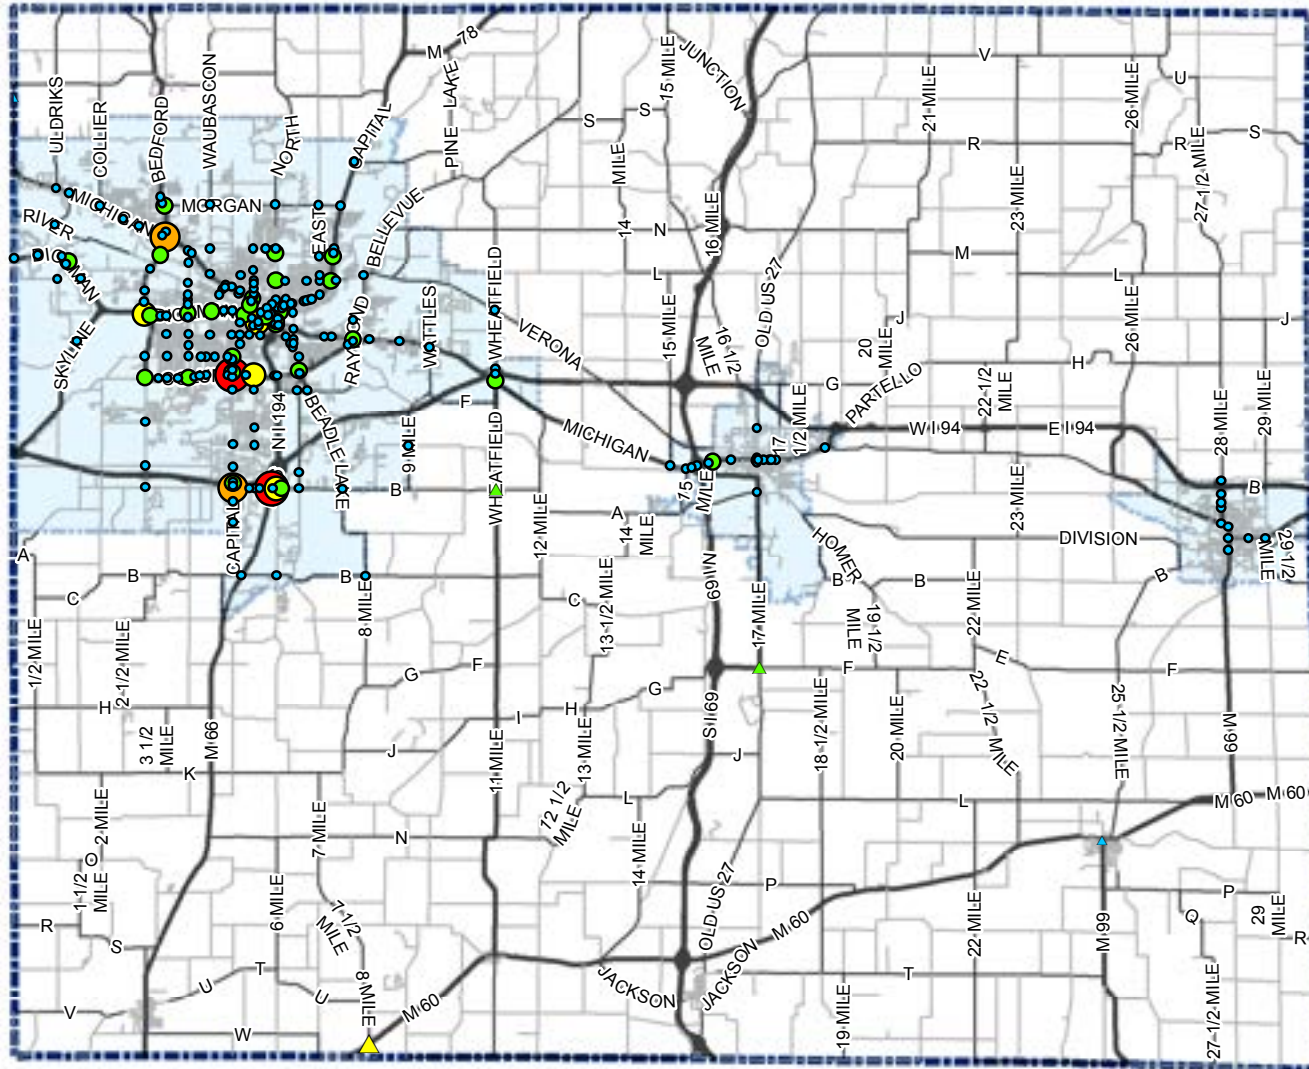 M 78
V
U
JUNCTION
15 MILE
S
S
MILE
14
21 MILE
26 MILE
S
R
R
27 1/2 MILE
ULDRIKS
COLLIER
BEDFORD
WAUBASCON
NORTH
CAPITAL
PINE LAKE
MORGAN
MICHIGAN
RIVER
EAST
BELLEVUE
16 MILE
N
L
23 MILE
M
L
DICKMAN
SKYLINE
RAYMOND
WATTLES
WHEATFIELD
VERONA
15 MILE
16 1/2
MILE
OLD US 27
J
20
MILE
26 MILE
J
H
G
PARTELLO
22 1/2
MILE
28 MILE
29 MILE
F
N I 194
BEADLE LAKE
9 MILE
WHEATFIELD
MICHIGAN
17
1/2 MILE
W I 94
E I 94
B
B
15
MILE
12 MILE
A
14
MILE
23 MILE
DIVISION
29 1/2
MILE
CAPITAL
A
B
B
C
HOMER
B
B
B
1/2 MILE
2-1/2 MILE
8 MILE
C
13-1/2 MILE
N I 69
17 MILE
19 1/2
MILE
22 MILE
E
F
G
F
G
F
22 1/2 MILE
25 1/2 MILE
H
3 1/2
MILE
M 66
I
H
S I 69
18-1/2 MILE
20 MILE
M 99
J
13 MILE
J
K
11 MILE
L
12 1/2
MILE
L
M 60
M 60
2 MILE
7 MILE
N
14 MILE
O
1 1/2
MILE
P
P
6 MILE
7-1/2
MILE
OLD US 27
M 60
22 MILE
M 99
Q
29
MILE
R
R
S
T
U
U
8 MILE
JACKSON
JACKSON
T
27-1/2 MILE
V
W
M 60
19 MILE